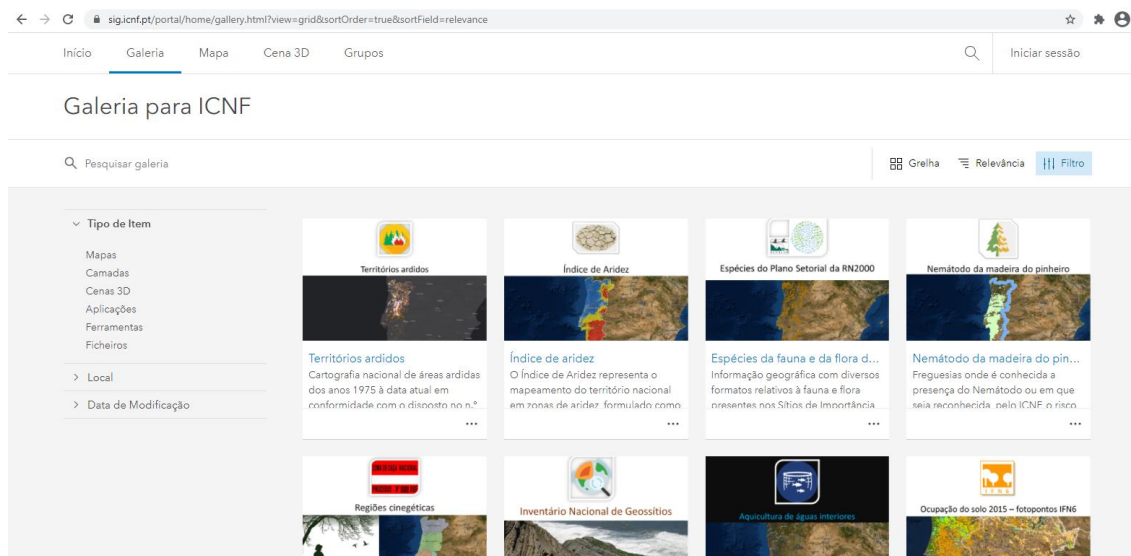 sig.icnf.pt/portal/home/gallery.html?view=grid&sortOrder=true&sortField=relevance
Início Galeria Mapa Cena 3D Grupos Iniciar sessão
Galeria para ICNF
Pesquisar galeria Grelha Relevância Filtro
Tipo de Item
Mapas
Camadas
Cenas 3D
Aplicações
Ferramentas
Ficheiros
Local
Data de Modificação
Territórios ardidos
Territórios ardidos
Cartografia nacional de áreas ardidas
dos anos 1975 à data atual em
conformidade com o disposto no n.º
Índice de Aridez
Índice de aridez
O Índice de Aridez representa o
mapeamento do território nacional
em zonas de aridez, formulado como
Espécies do Plano Setorial da RN2000
Espécies da fauna e da flora d...
Informação geográfica com diversos
formatos relativos à fauna e flora
presentes nos Sítios de Importância
Nemátodo da madeira do pinheiro
Nemátodo da madeira do pin...
Freguesias onde é conhecida a
presença do Nemátodo ou em que
seja reconhecida, pelo ICNF, o risco
Regiões cinegéticas
Inventário Nacional de Geossítios
Aquicultura de águas interiores
IFN6
Ocupação do solo 2015 – fotopontos IFN6